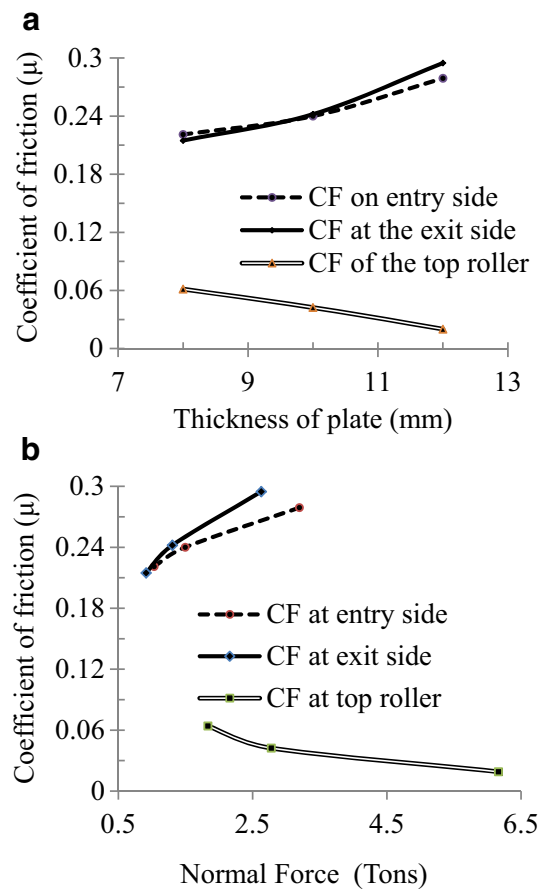 a
Coefficient of friction (μ)
0.3
0.24
0.18
0.12
0.06
0
CF on entry side
CF at the exit side
CF of the top roller
7 9 11 13
Thickness of plate (mm)
b
Coefficient of friction (μ)
0.3
0.24
0.18
0.12
0.06
0
CF at entry side
CF at exit side
CF at top roller
0.5 2.5 4.5 6.5
Normal Force (Tons)